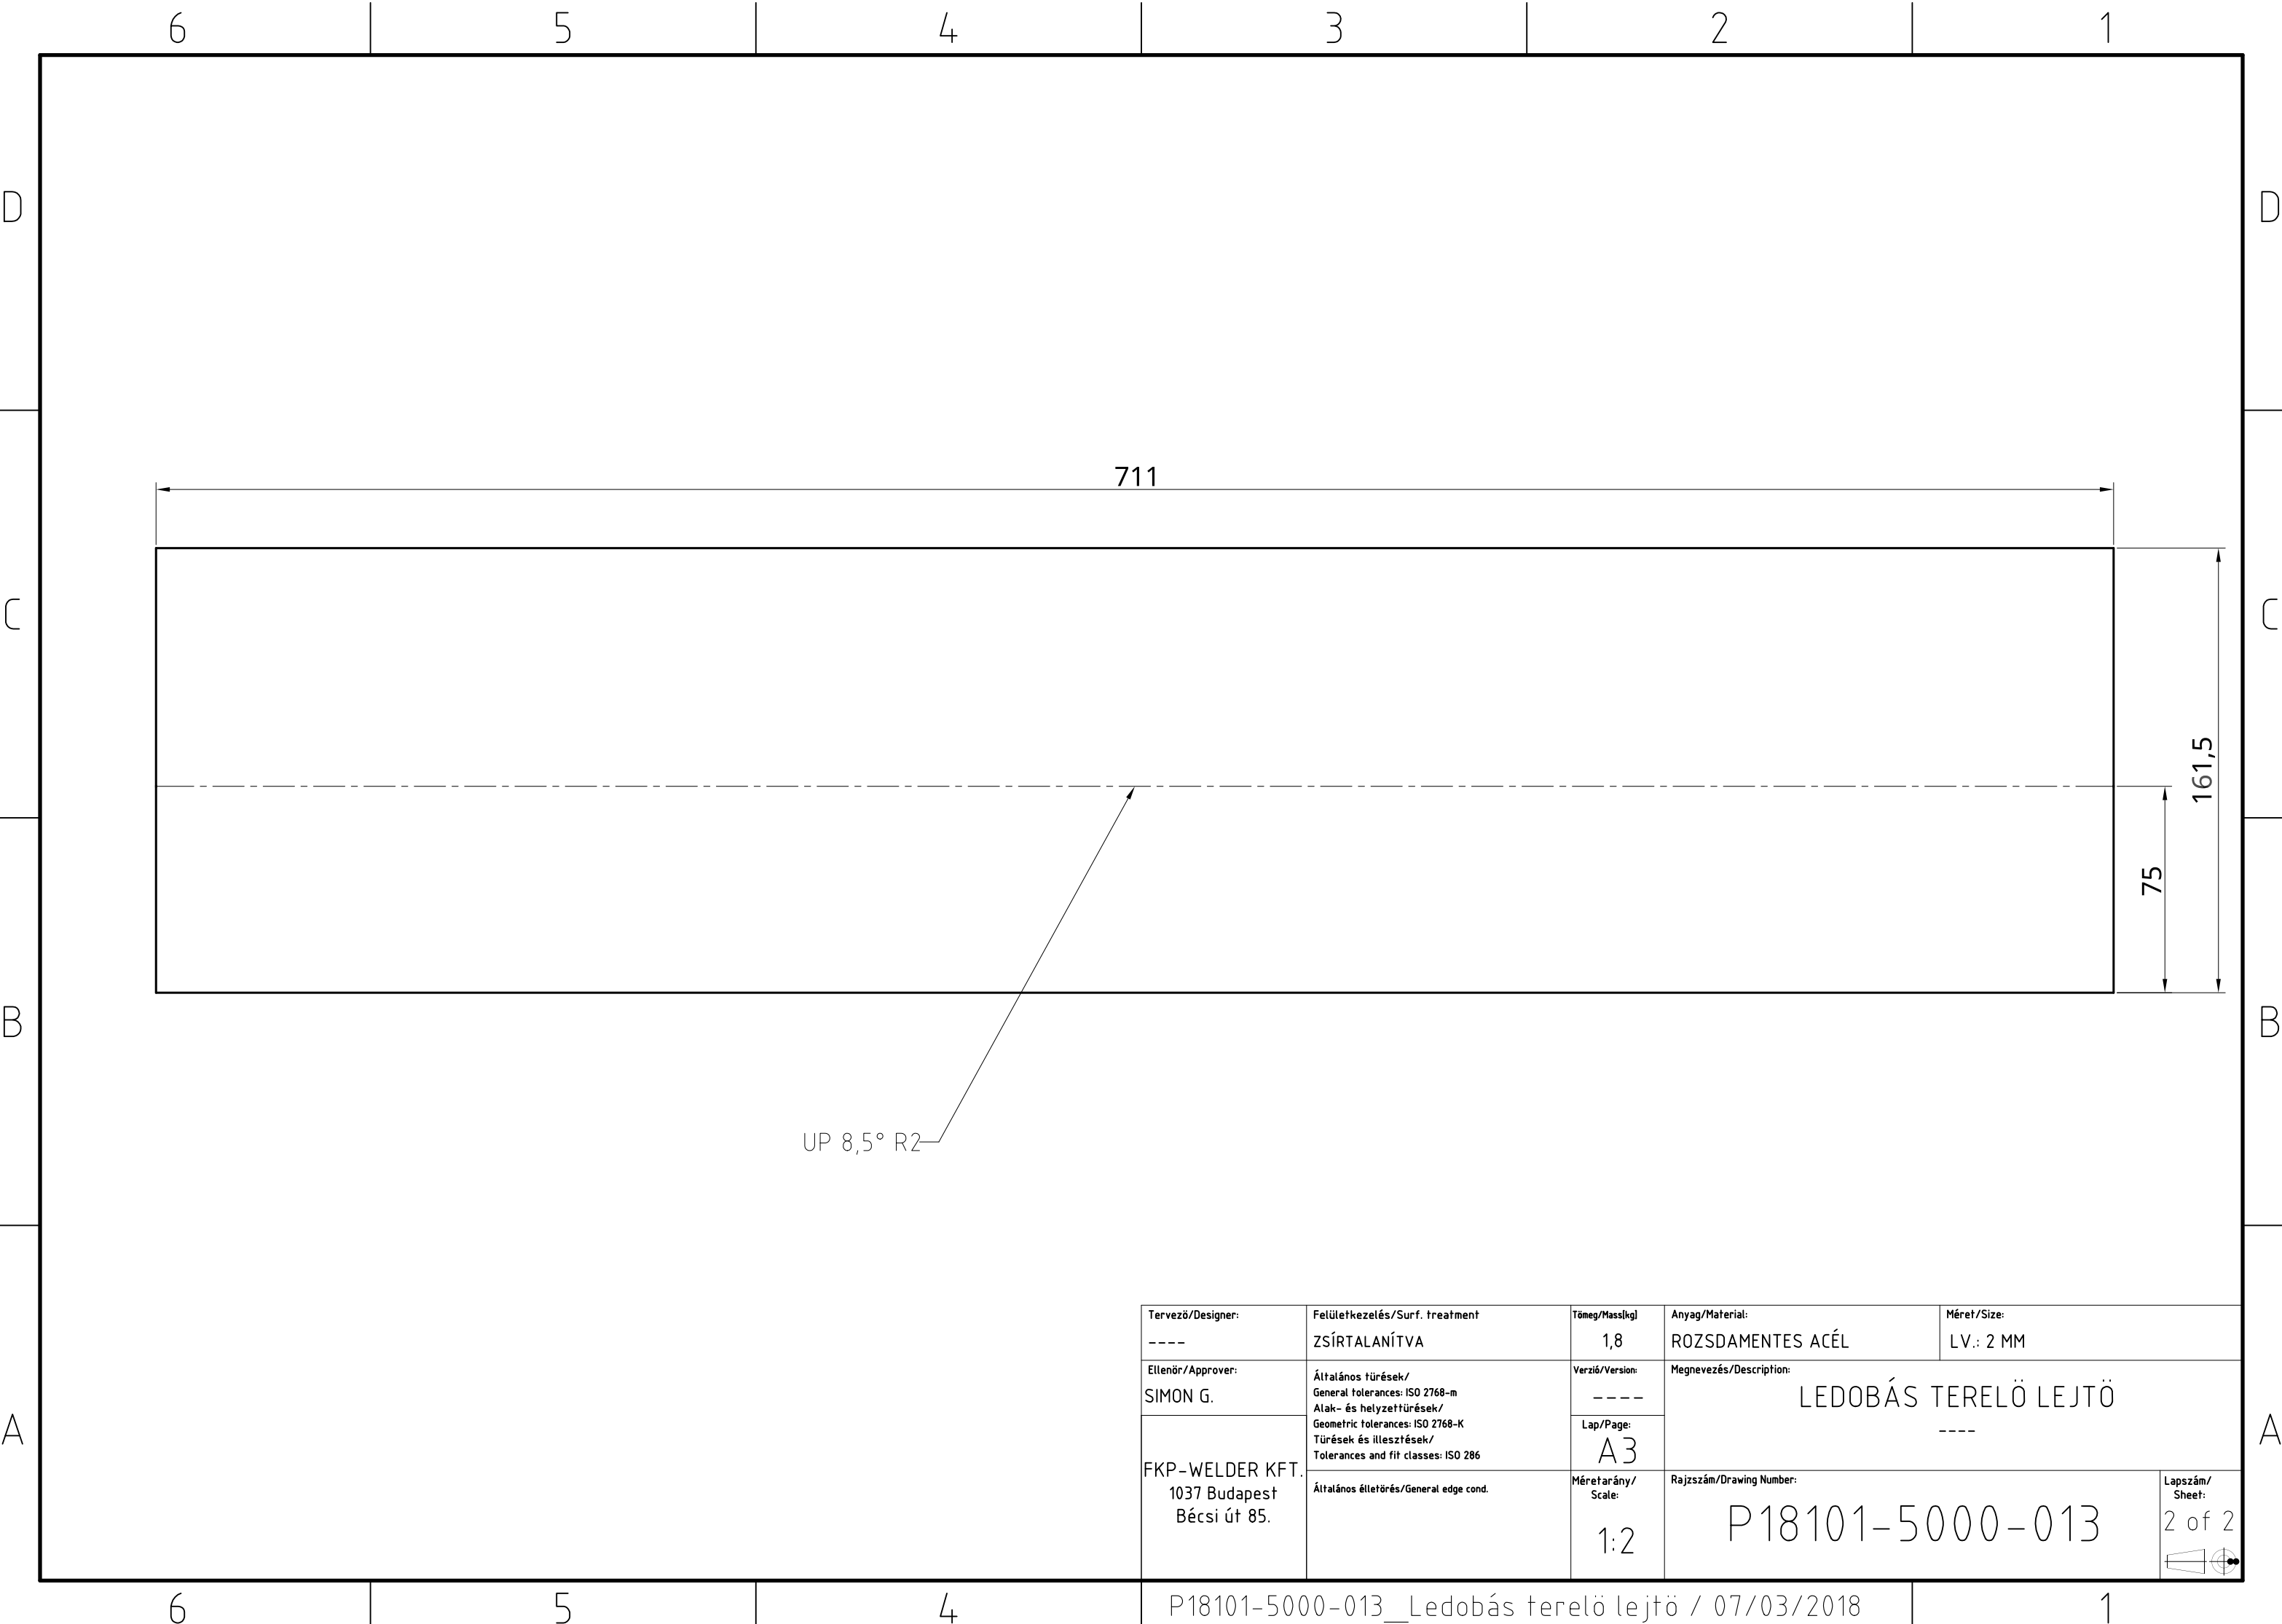 6 5 4 3 2 1
D D
711
C C
161,5
75
B B
UP 8,5° R2
Tervezö/Designer:
----
Felületkezelés/Surf. treatment
ZSÍRTALANÍTVA
Tömeg/Mass[kg]
1,8
Anyag/Material:
ROZSDAMENTES ACÉL
Méret/Size:
LV.: 2 MM
Ellenör/Approver:
SIMON G.
Általános türések/
General tolerances: ISO 2768-m
Alak- és helyzettürések/
Geometric tolerances: ISO 2768-K
Türések és illesztések/
Tolerances and fit classes: ISO 286
Verzió/Version:
----
Lap/Page:
A3
Megnevezés/Description:
LEDOBÁS TERELÖ LEJTÖ
----
A A
FKP-WELDER KFT.
1037 Budapest
Bécsi út 85.
Általános élletörés/General edge cond.
Méretarány/
Scale:
1:2
Rajzszám/Drawing Number:
P18101-5000-013
Lapszám/
Sheet:
2 of 2
6 5 4 P18101-5000-013__Ledobás terelö lejtö / 07/03/2018 1